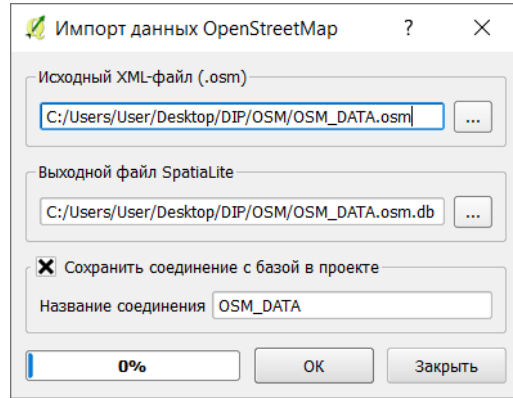 Импорт данных OpenStreetMap ? ×
Исходный XML-файл (.osm)
C:/Users/User/Desktop/DIP/OSM/OSM_DATA.osm ...
Выходной файл SpatiaLite
C:/Users/User/Desktop/DIP/OSM/OSM_DATA.osm.db ...
Сохранить соединение с базой в проекте
Название соединения OSM_DATA
0% ОК Закрыть